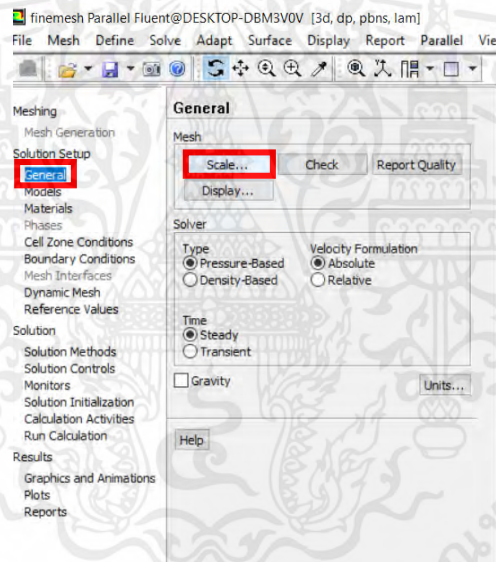 finemesh Parallel Fluent@DESKTOP-DBM3V0V [3d, dp, pbns, lam]
File Mesh Define Solve Adapt Surface Display Report Parallel Vie
Meshing
Mesh Generation
Solution Setup
General
Models
Materials
Phases
Cell Zone Conditions
Boundary Conditions
Mesh Interfaces
Dynamic Mesh
Reference Values
Solution
Solution Methods
Solution Controls
Monitors
Solution Initialization
Calculation Activities
Run Calculation
Results
Graphics and Animations
Plots
Reports
General
Mesh
Scale... Check Report Quality
Display...
Solver
Type Velocity Formulation
Pressure-Based Absolute
Density-Based Relative
Time
Steady
Transient
Gravity Units...
Help